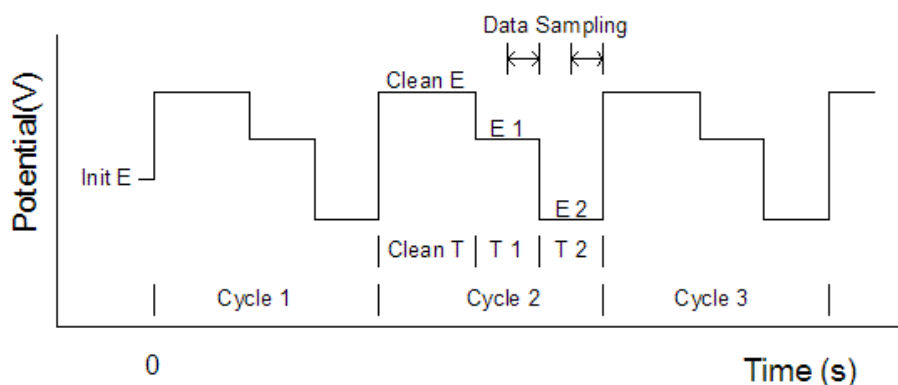 Data Sampling
Clean E
E 1
Init E
E 2
Clean T
T 1
T 2
Cycle 1
Cycle 2
Cycle 3
Potential(V)
0
Time (s)